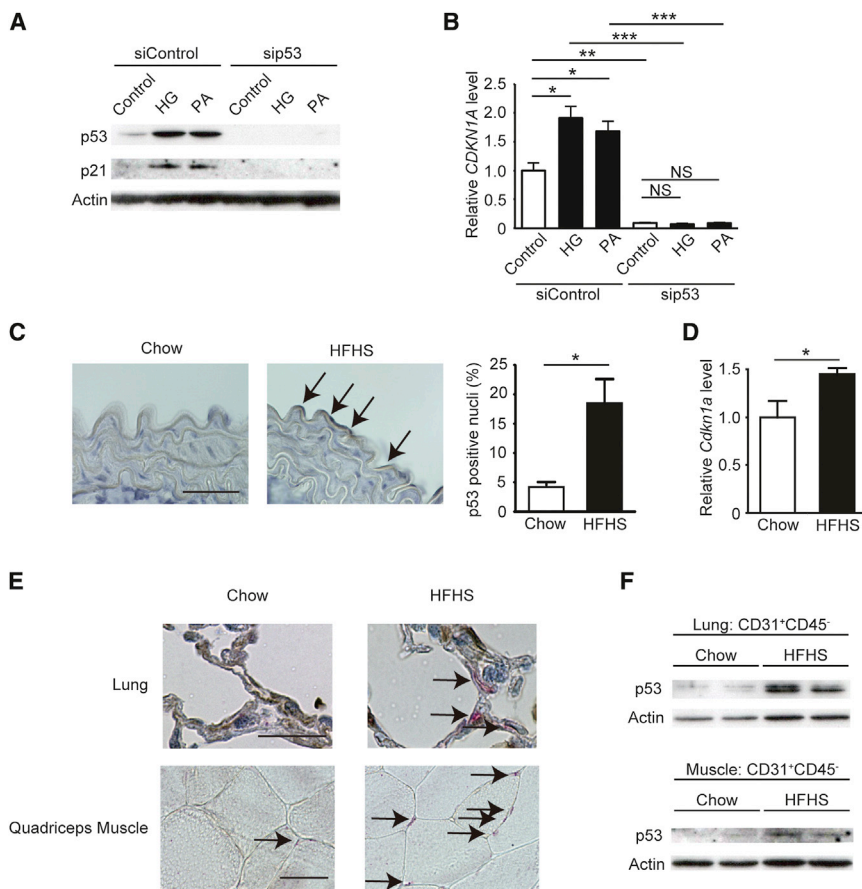 A
siControl sip53
Control HG PA Control HG PA
p53
p21
Actin
B
***
***
**
*
*
NS
NS
Relative CDKN1A level
2.5
2.0
1.5
1.0
0.5
0
Control HG PA Control HG PA
siControl sip53
C
Chow HFHS
p53 positive nucli (%)
25
20
15
10
5
0
*
Chow HFHS
D
Relative Cdkn1a level
1.5
1.0
1.5
0
*
Chow HFHS
E
Chow HFHS
Lung
Quadriceps Muscle
F
Lung: CD31+CD45-
Chow HFHS
p53
Actin
Muscle: CD31+CD45-
Chow HFHS
p53
Actin